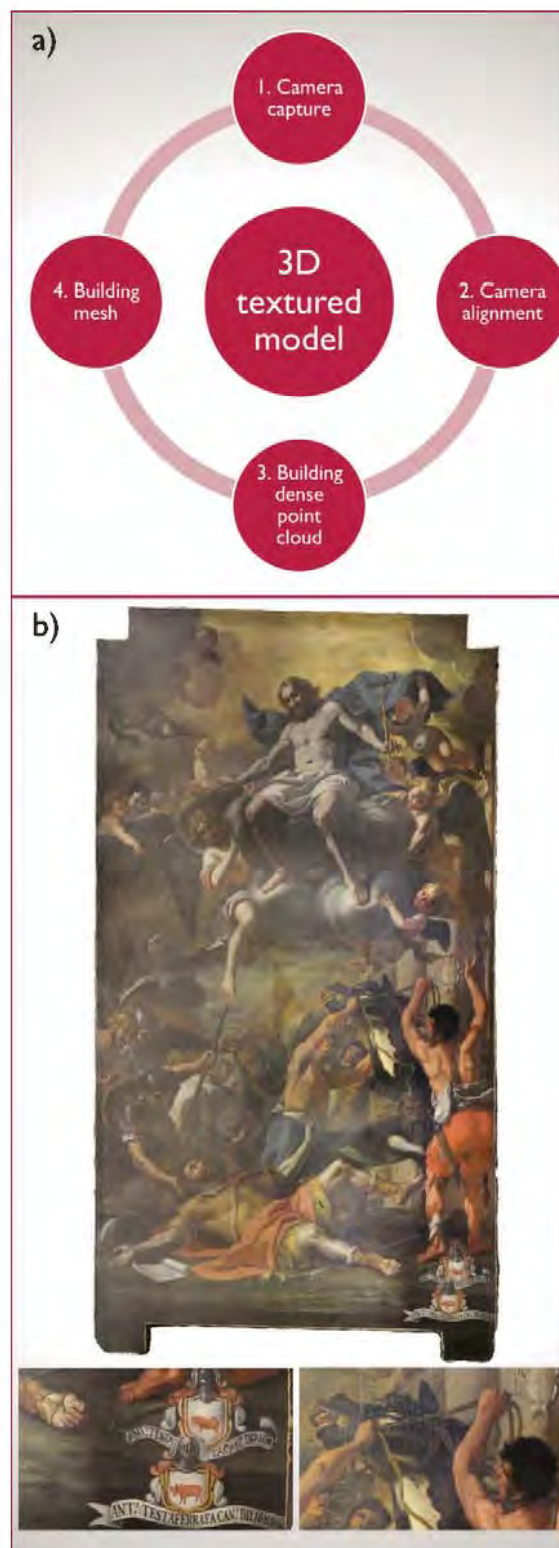 a)
1. Camera
capture
2. Camera
alignment
3. Building
dense
point
cloud
4. Building
mesh
3D
textured
model
b)